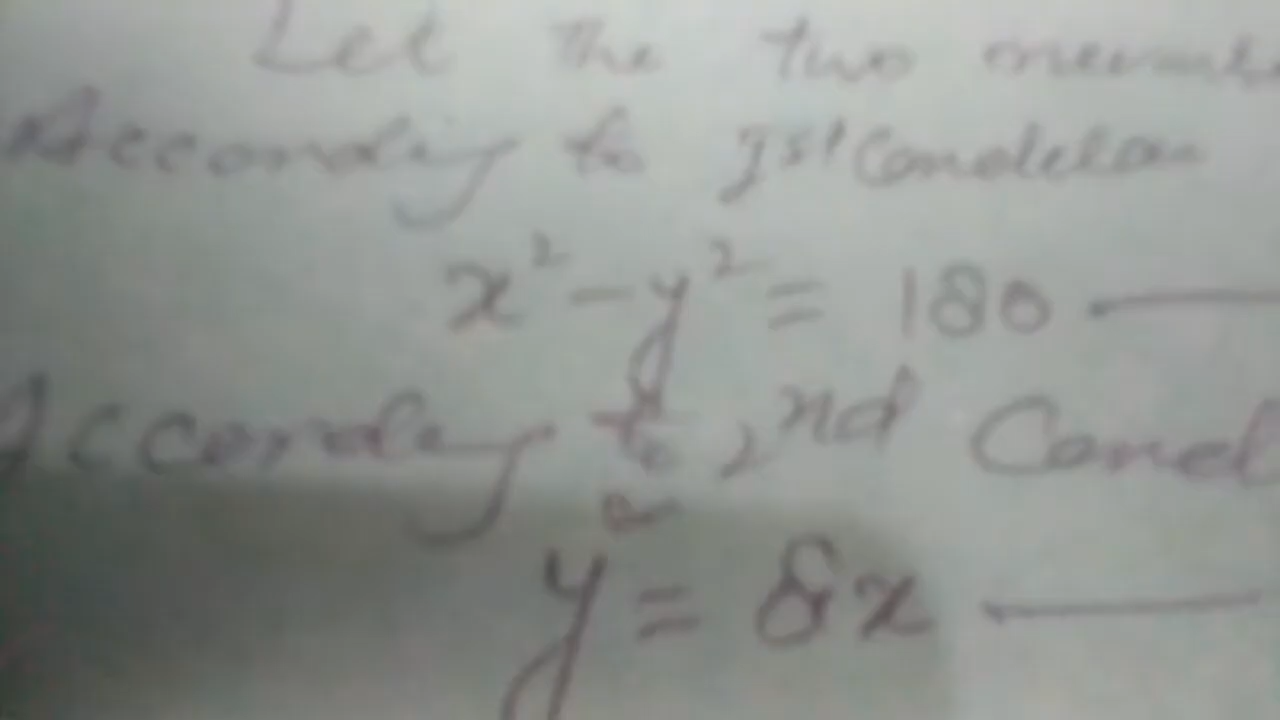 Let the two
According to 1st Condition
x² - y² = 180
According to 2nd Cond
y² = 8x